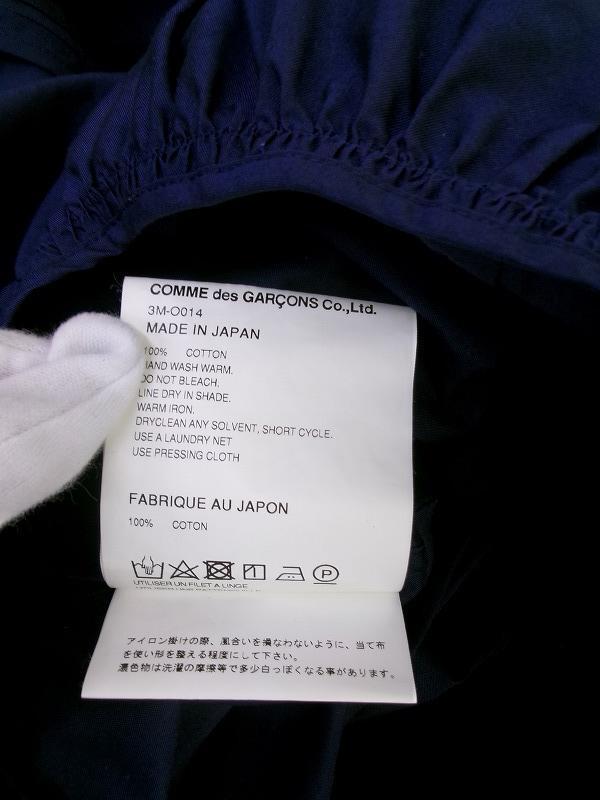 COMME des GARÇONS Co.,Ltd.
3M-O014
MADE IN JAPAN
100% COTTON
HAND WASH WARM.
DO NOT BLEACH.
LINE DRY IN SHADE.
WARM IRON.
DRYCLEAN ANY SOLVENT, SHORT CYCLE.
USE A LAUNDRY NET
USE PRESSING CLOTH
FABRIQUE AU JAPON
100% COTON
P
UTILISER UN FILET A LINGE
アイロン掛けの際、風合いを損なわないように、当て布
を使い形を整える程度にして下さい。
濃色物は洗濯の摩擦等で多少白っぽくなる事があります。